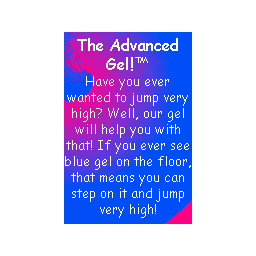 The Advanced
Gel!™
Have you ever
wanted to jump very
high? Well, our gel
will help you with
that! If you ever see
blue gel on the floor,
that means you can
step on it and jump
very high!